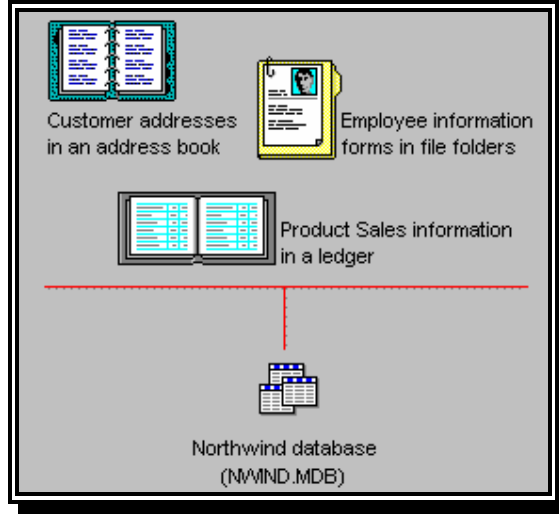 Customer addresses
in an address book
Employee information
forms in file folders
Product Sales information
in a ledger
Northwind database
(NWIND.MDB)